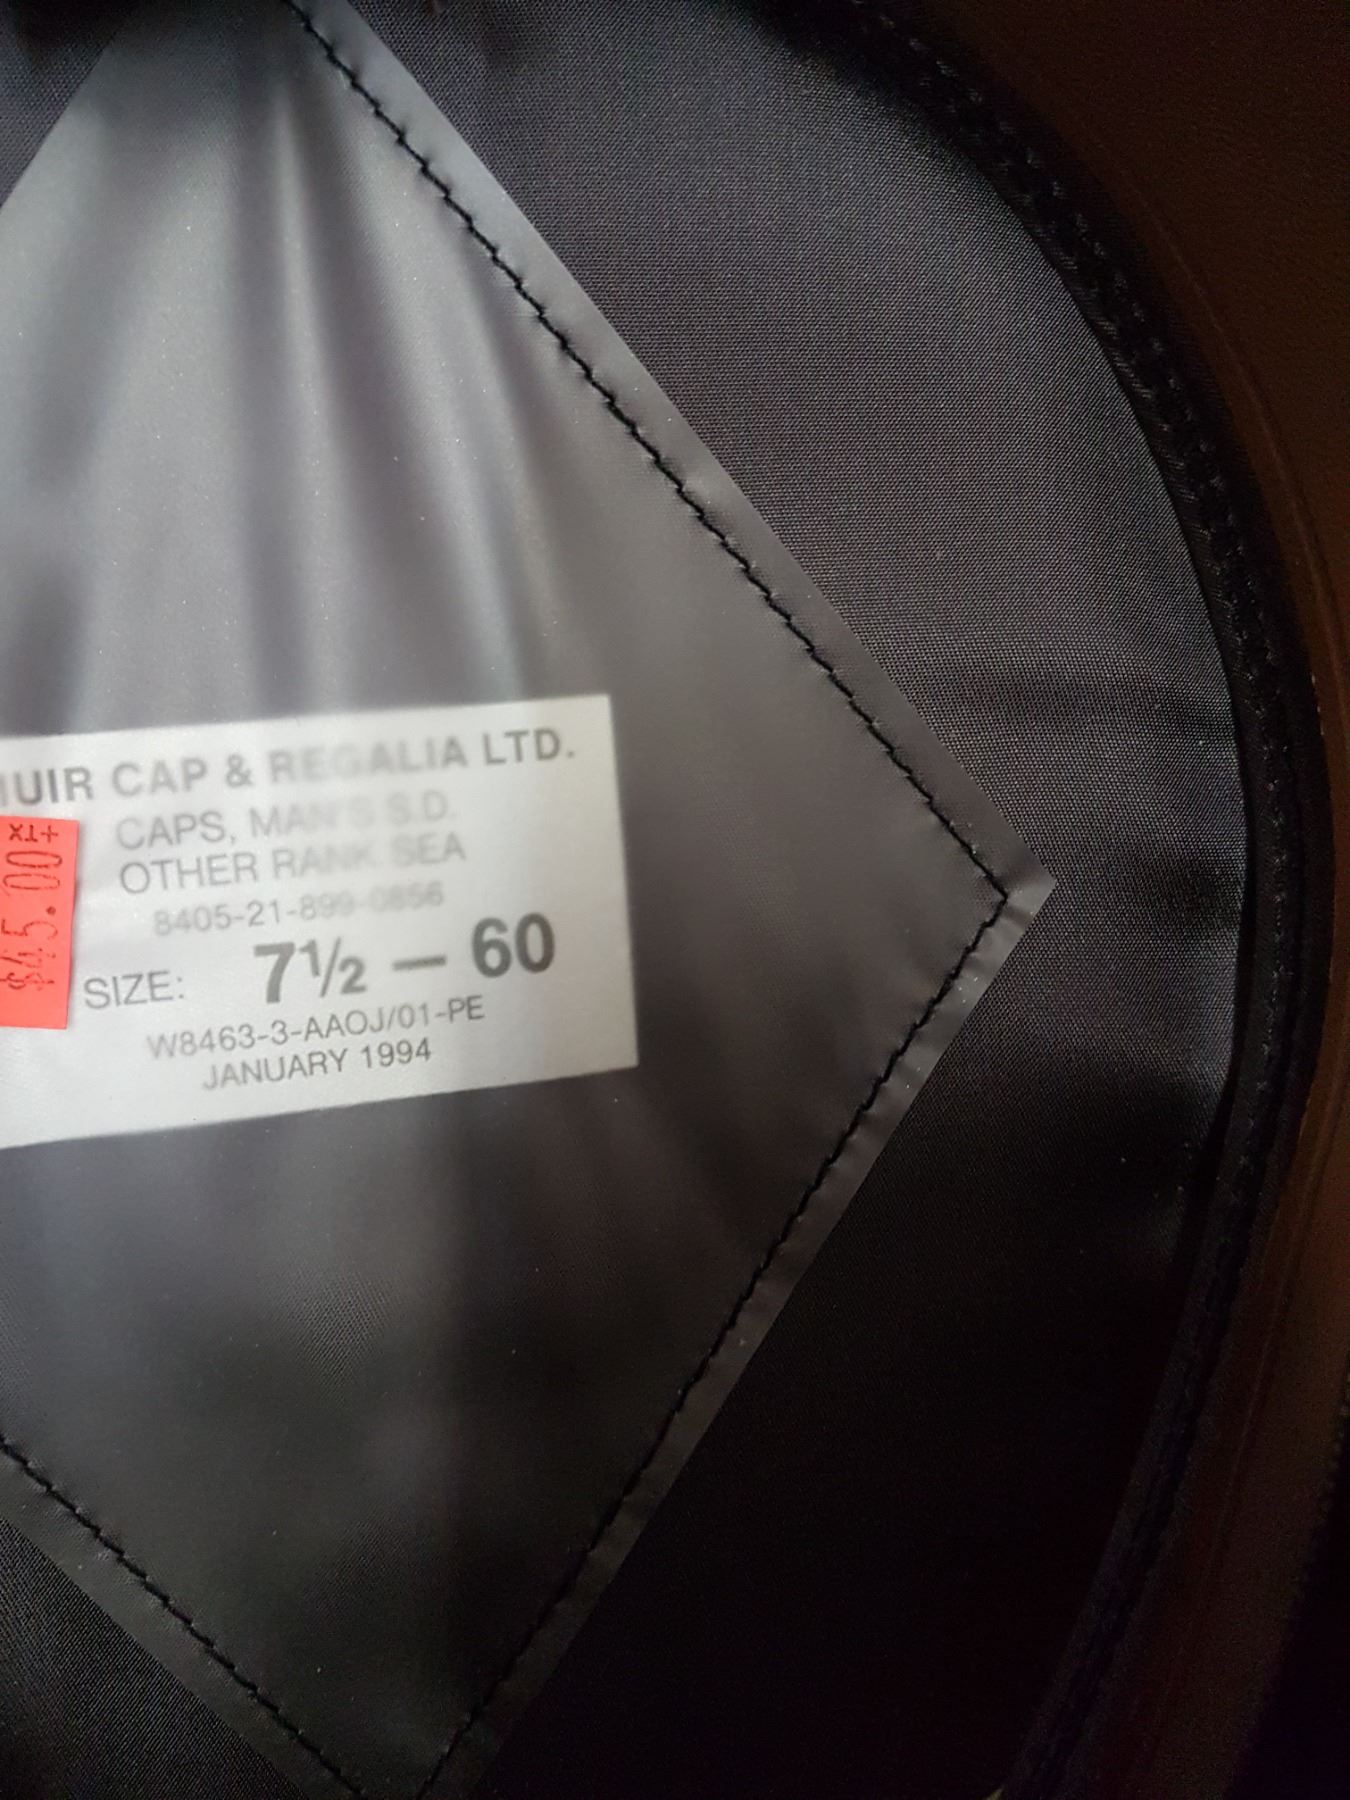 MUIR CAP & REGALIA LTD.
CAPS, MAN'S S.D.
OTHER RANK SEA
8405-21-899-0856
SIZE: 7½ — 60
W8463-3-AAOJ/01-PE
JANUARY 1994
$45.00
+TX